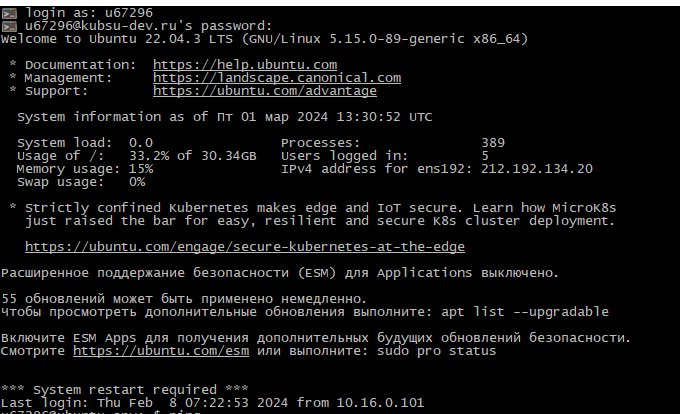 login as: u67296
u67296@kubsu-dev.ru's password:
Welcome to Ubuntu 22.04.3 LTS (GNU/Linux 5.15.0-89-generic x86_64)
* Documentation: https://help.ubuntu.com
* Management: https://landscape.canonical.com
* Support: https://ubuntu.com/advantage
System information as of Пт 01 мар 2024 13:30:52 UTC
System load: 0.0 Processes: 389
Usage of /: 33.2% of 30.34GB Users logged in: 5
Memory usage: 15% IPv4 address for ens192: 212.192.134.20
Swap usage: 0%
* Strictly confined Kubernetes makes edge and IoT secure. Learn how MicroK8s
just raised the bar for easy, resilient and secure K8s cluster deployment.
https://ubuntu.com/engage/secure-kubernetes-at-the-edge
Расширенное поддержание безопасности (ESM) для Applications выключено.
55 обновлений может быть применено немедленно.
Чтобы просмотреть дополнительные обновления выполните: apt list --upgradable
Включите ESM Apps для получения дополнительных будущих обновлений безопасности.
Смотрите https://ubuntu.com/esm или выполните: sudo pro status
*** System restart required ***
Last login: Thu Feb 8 07:22:53 2024 from 10.16.0.101